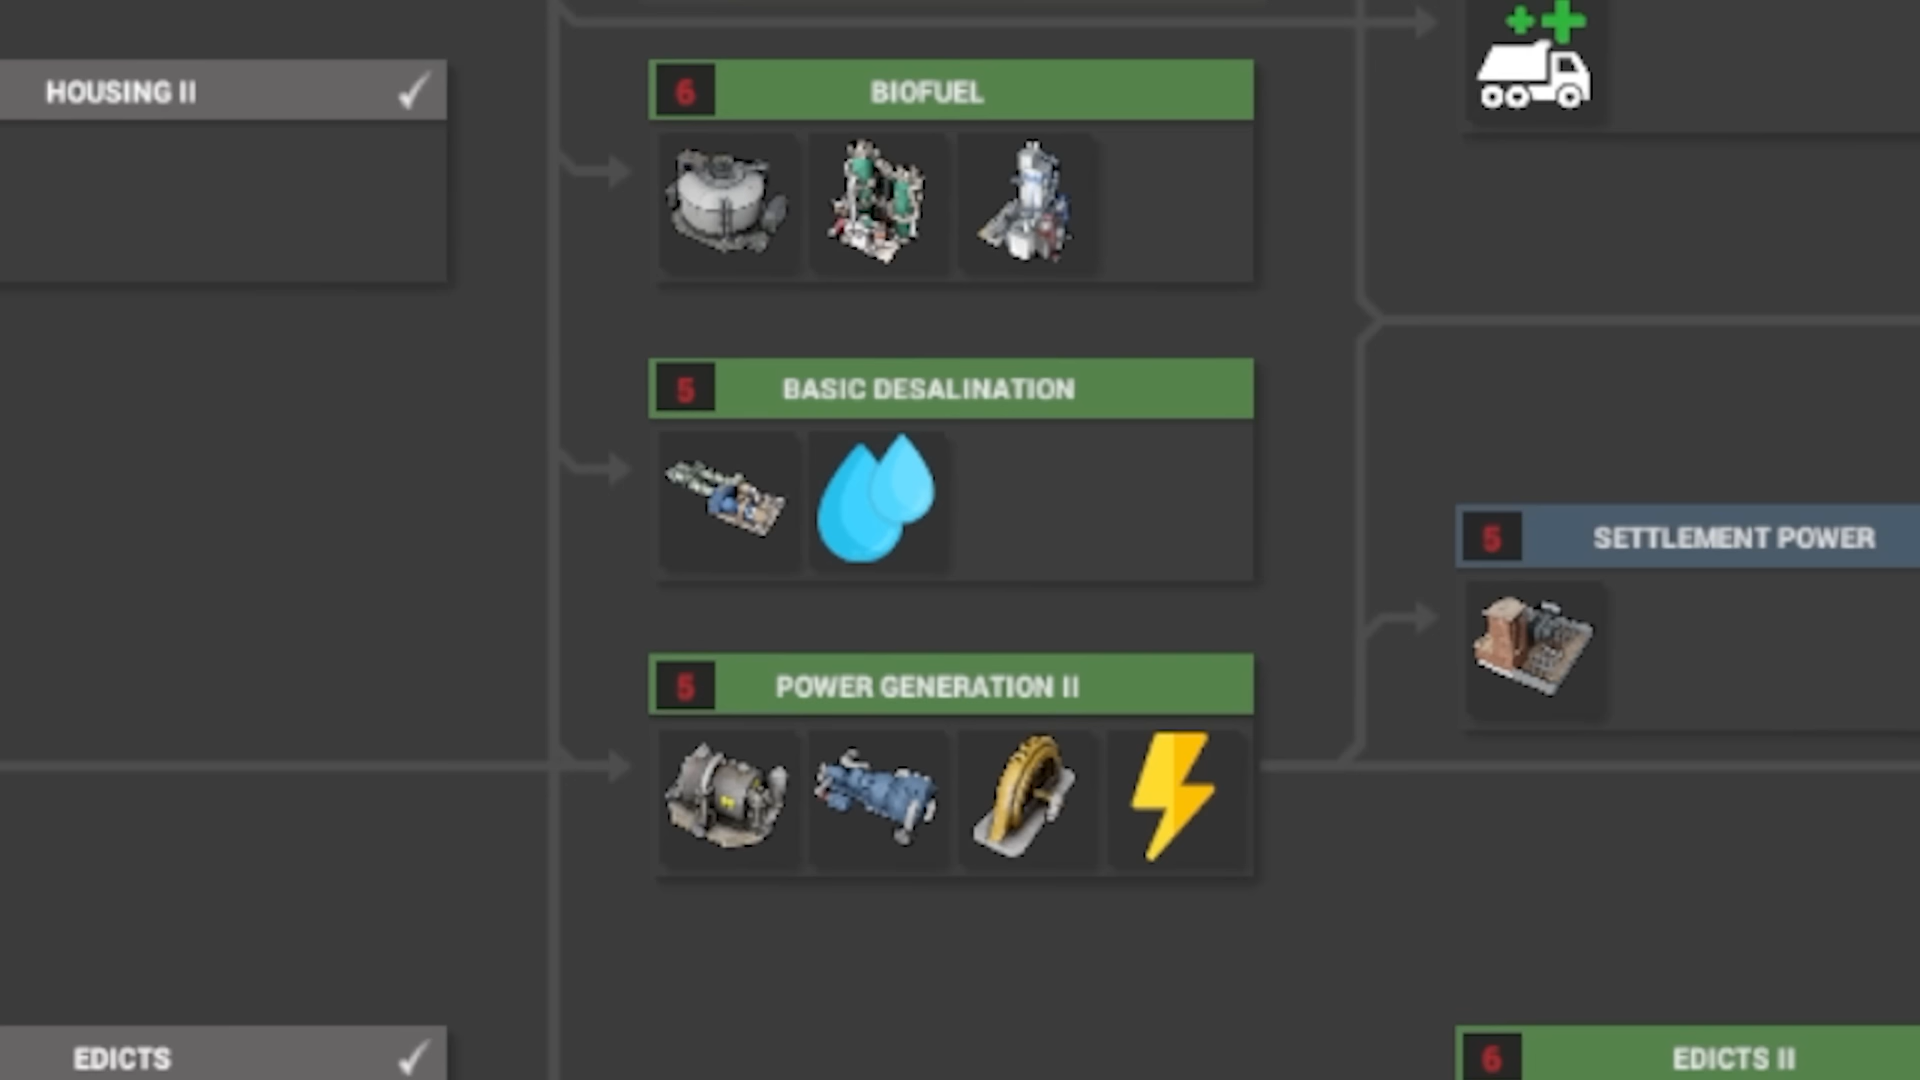 HOUSING II
6 BIOFUEL
5 BASIC DESALINATION
5 SETTLEMENT POWER
5 POWER GENERATION II
EDICTS
6 EDICTS II